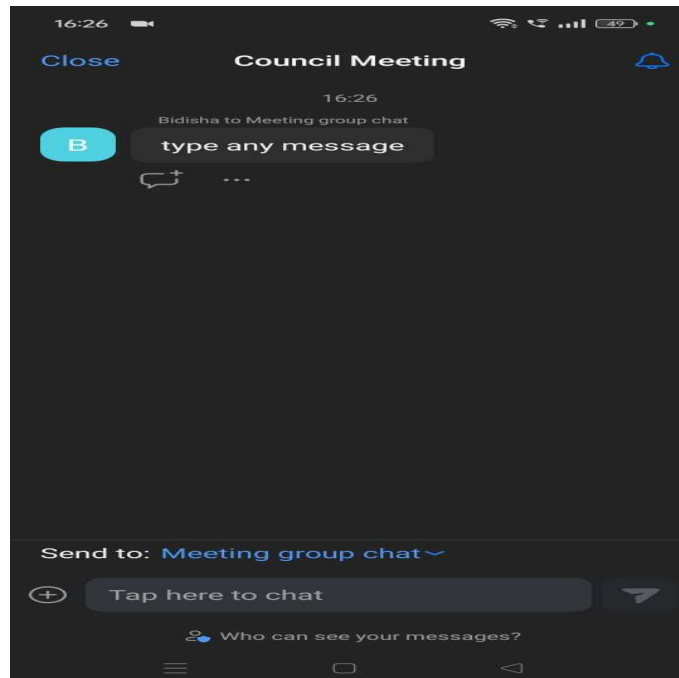 16:26 49
Close Council Meeting
16:26
Bidisha to Meeting group chat
B type any message
Send to: Meeting group chat
Tap here to chat
Who can see your messages?